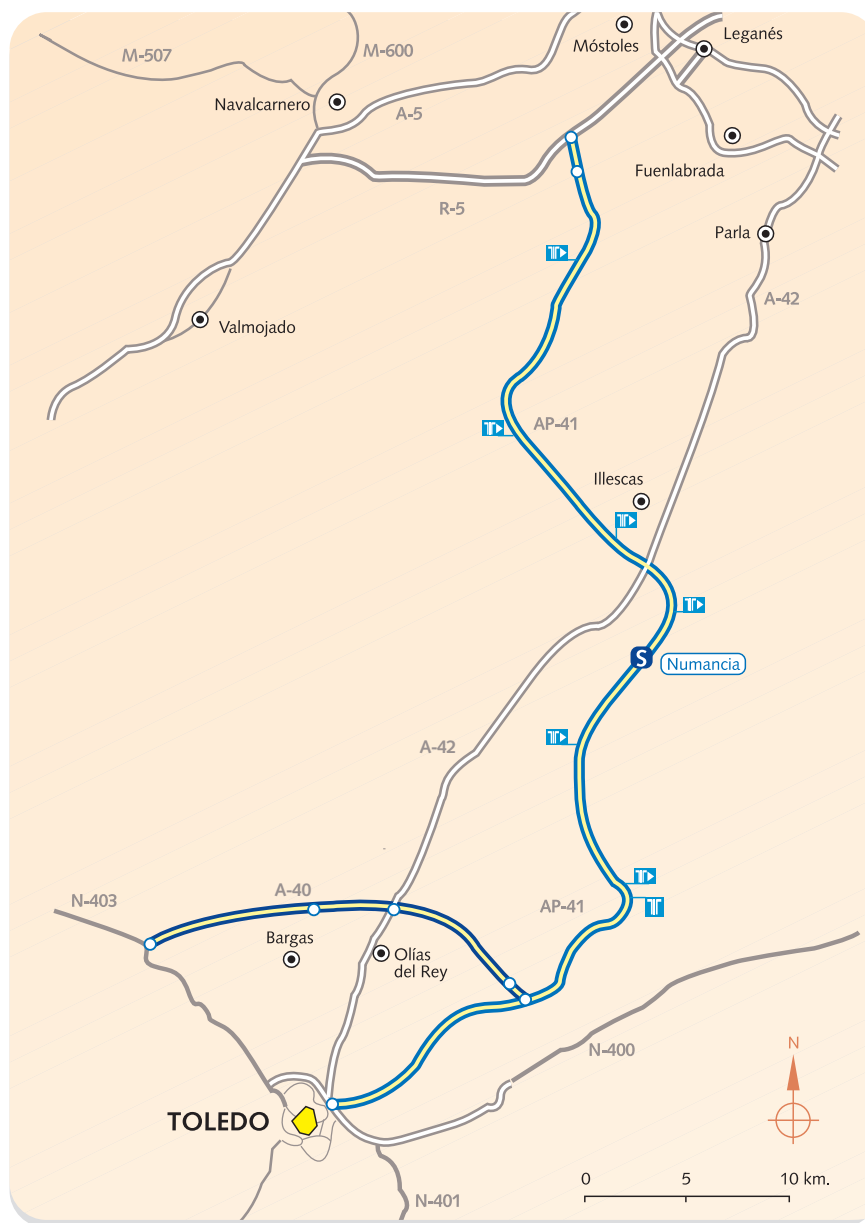 Leganés
Móstoles
M-600
M-507
Navalcarnero
A-5
Fuenlabrada
R-5
Parla
A-42
Valmojado
AP-41
Illescas
S
Numancia
A-42
A-40
N-403
AP-41
Bargas
Olías
del Rey
N-400
N
TOLEDO
0 5 10 km.
N-401